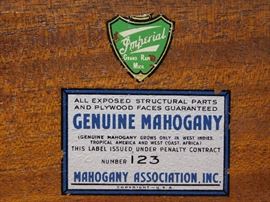 Imperial
GRAND RAPIDS
MICH.
ALL EXPOSED STRUCTURAL PARTS
AND PLYWOOD FACES GUARANTEED
GENUINE MAHOGANY
(GENUINE MAHOGANY GROWS ONLY IN WEST INDIES,
TROPICAL AMERICA AND WEST COAST, AFRICA)
THIS LABEL ISSUED UNDER PENALTY CONTRACT
NUMBER 123
MAHOGANY ASSOCIATION, INC.
COPYRIGHT-U.S.A.